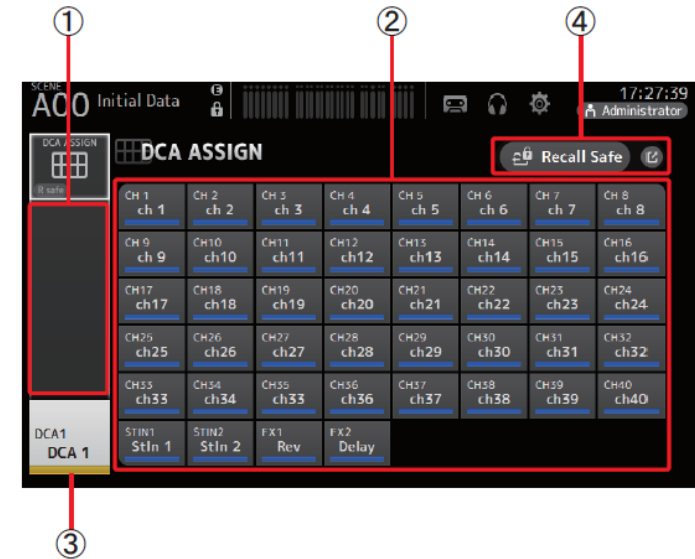 ① ② ④
SCENE
A00 Initial Data
17:27:39
Administrator
DCA ASSIGN
R safe
DCA ASSIGN
Recall Safe
CH 1 CH 2 CH 3 CH 4 CH 5 CH 6 CH 7 CH 8
ch 1 ch 2 ch 3 ch 4 ch 5 ch 6 ch 7 ch 8
CH 9 CH10 CH11 CH12 CH13 CH14 CH15 CH16
ch 9 ch10 ch11 ch12 ch13 ch14 ch15 ch16
CH17 CH18 CH19 CH20 CH21 CH22 CH23 CH24
ch17 ch18 ch19 ch20 ch21 ch22 ch23 ch24
CH25 CH26 CH27 CH28 CH29 CH30 CH31 CH32
ch25 ch26 ch27 ch28 ch29 ch30 ch31 ch32
CH33 CH34 CH35 CH36 CH37 CH38 CH39 CH40
ch33 ch34 ch33 ch36 ch37 ch38 ch39 ch40
STIN1 STIN2 FX1 FX2
StIn 1 StIn 2 Rev Delay
DCA1
DCA 1
③